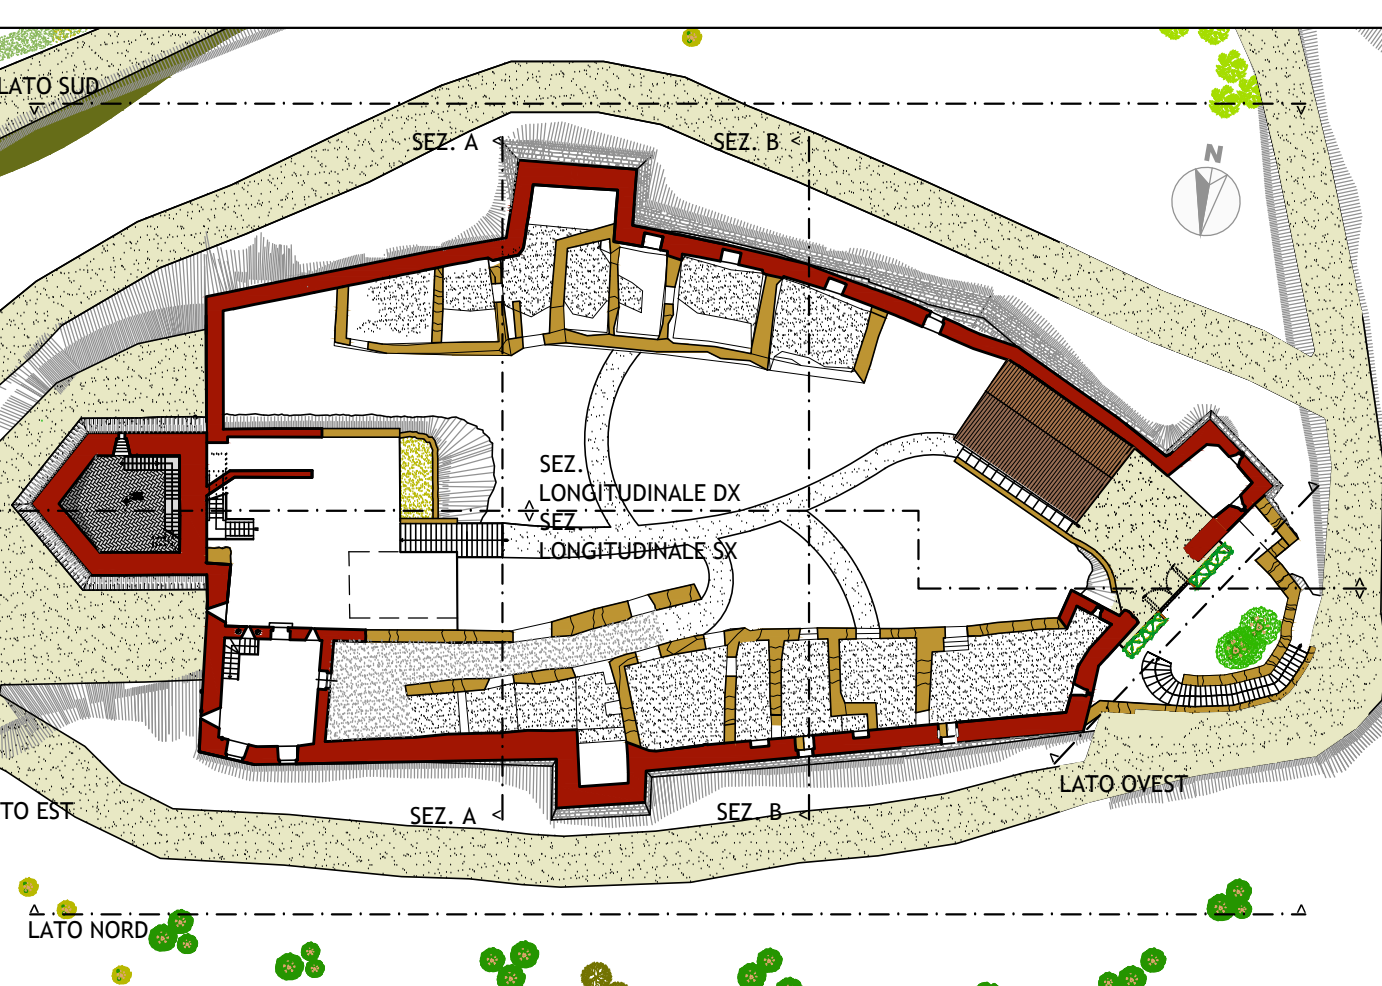 LATO SUD
SEZ. A
SEZ. B
N
SEZ.
LONGITUDINALE DX
SEZ.
LONGITUDINALE SX
LATO OVEST
TO EST
SEZ. A
SEZ. B
LATO NORD